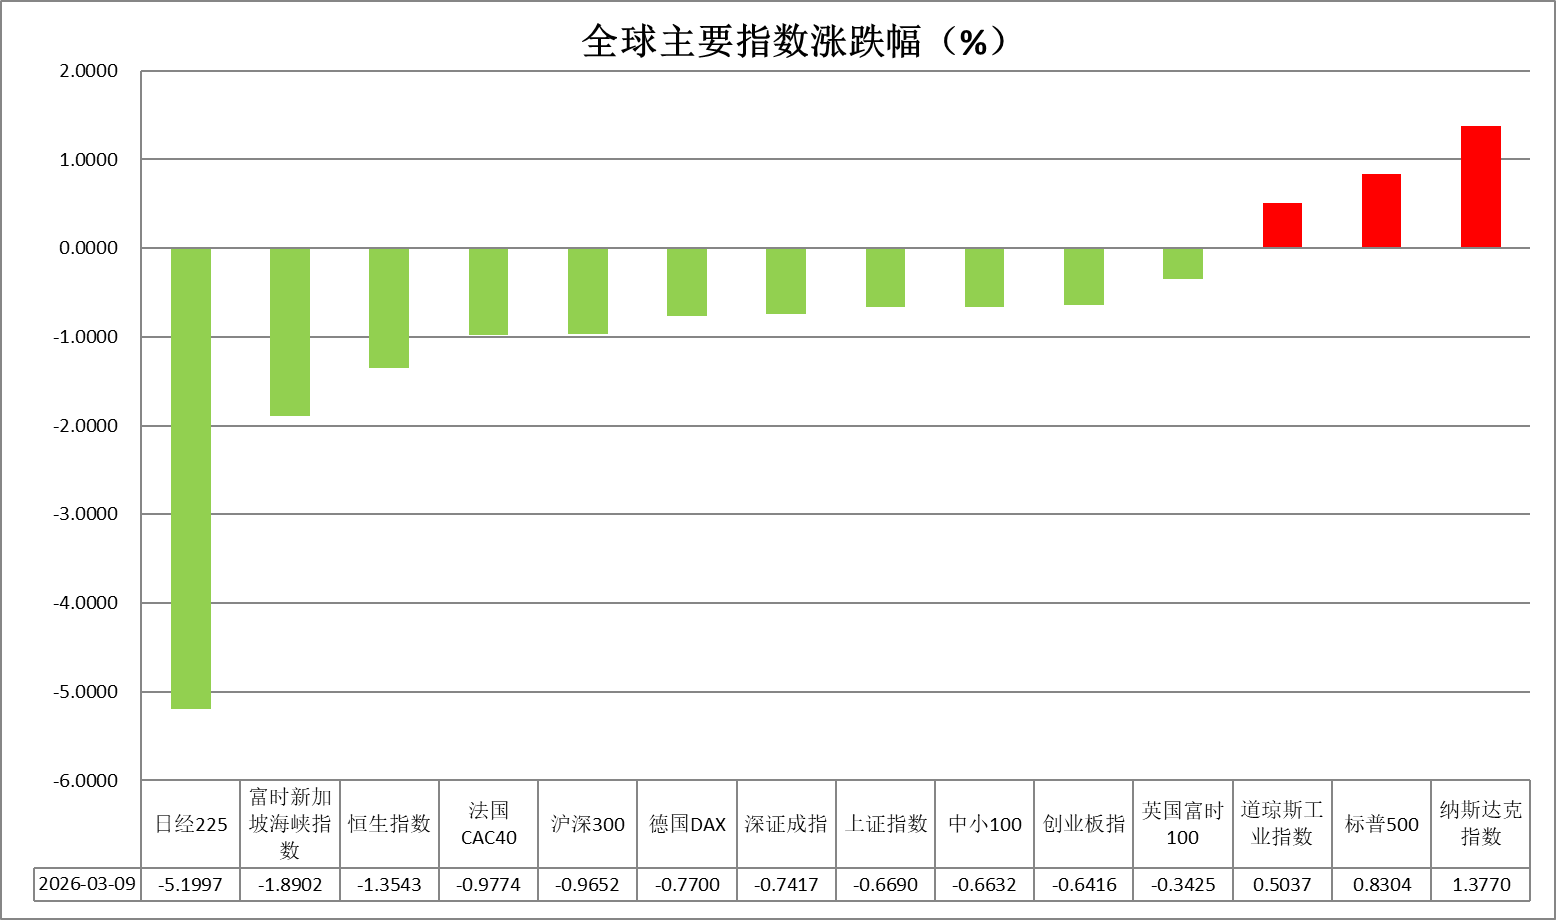 全球主要指数涨跌幅（%）
2.0000
1.0000
0.0000
-1.0000
-2.0000
-3.0000
-4.0000
-5.0000
-6.0000
日经225
富时新加
坡海峡指
数
恒生指数
法国
CAC40
沪深300
德国DAX
深证成指
上证指数
中小100
创业板指
英国富时
100
道琼斯工
业指数
标普500
纳斯达克
指数
2026-03-09 -5.1997 -1.8902 -1.3543 -0.9774 -0.9652 -0.7700 -0.7417 -0.6690 -0.6632 -0.6416 -0.3425 0.5037 0.8304 1.3770